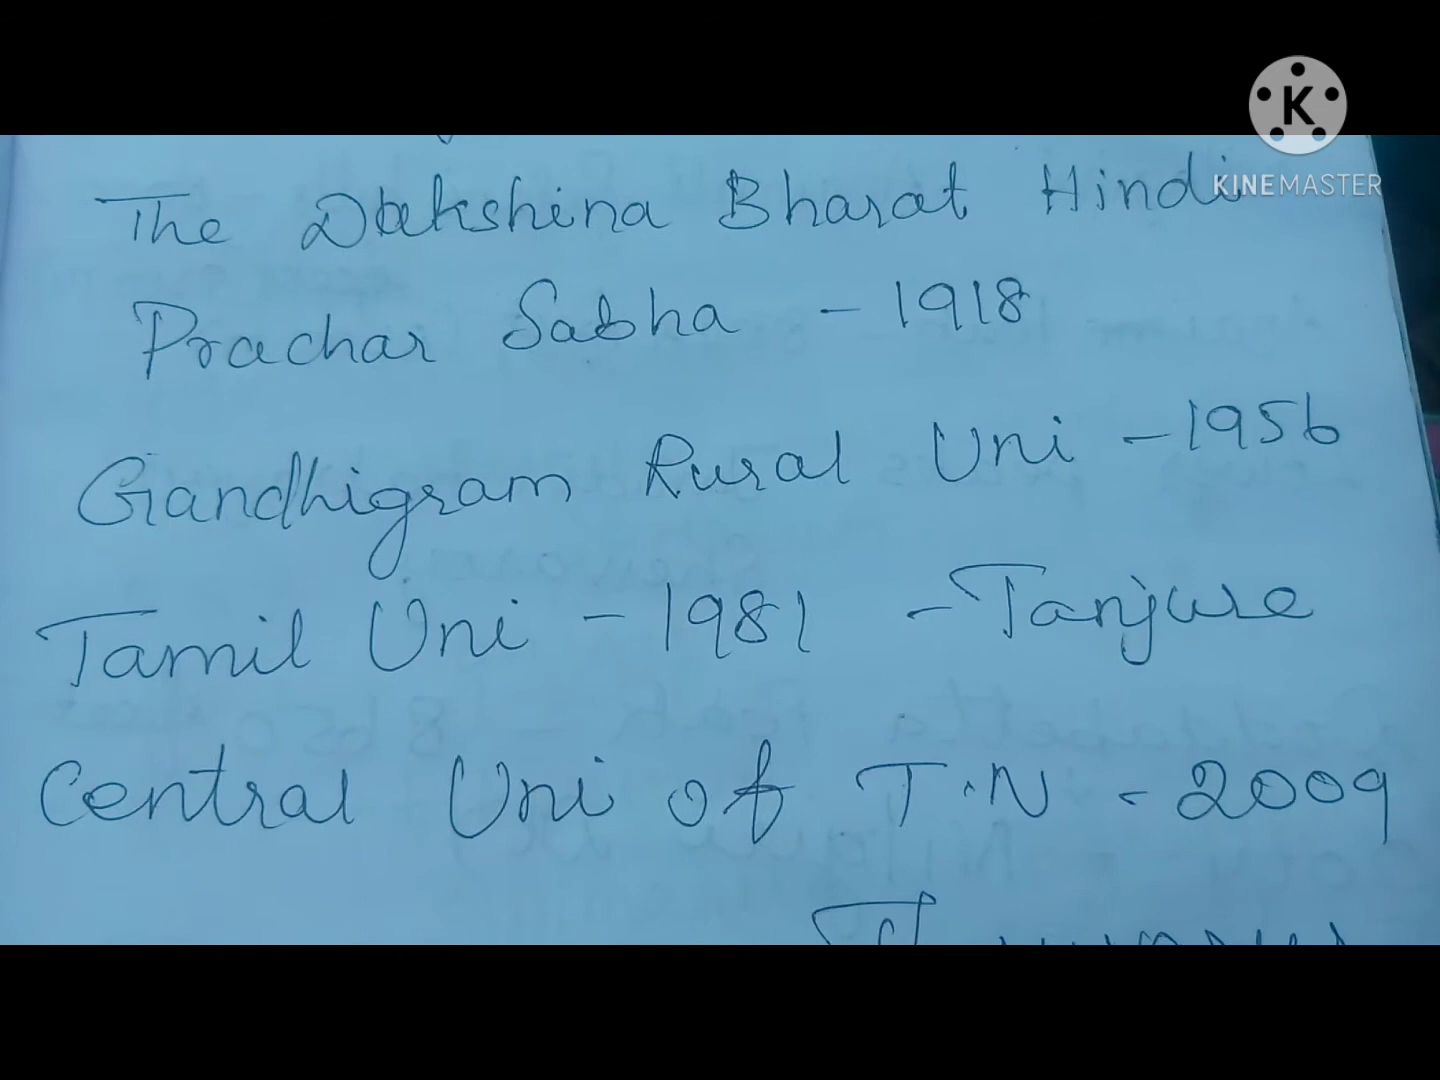 K
KINEMASTER
The Dakshina Bharat Hindi
Prachar Sabha - 1918
Gandhigram Rural Uni - 1956
Tamil Uni - 1981 - Tanjure
Central Uni of T.N - 2009